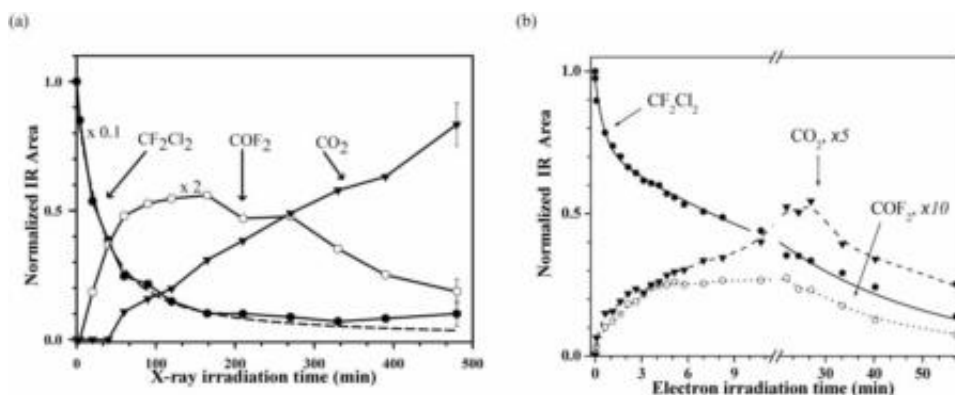 (a)
1.0
0.5
0.0
Normalized IR Area
x 0.1
CF2Cl2
COF2
CO2
x 2
0 100 200 300 400 500
X-ray irradiation time (min)
(b)
1.0
0.5
0.0
Normalized IR Area
CF2Cl2
CO2, x5
COF2, x10
0 3 6 9 30 40 50
Electron irradiation time (min)